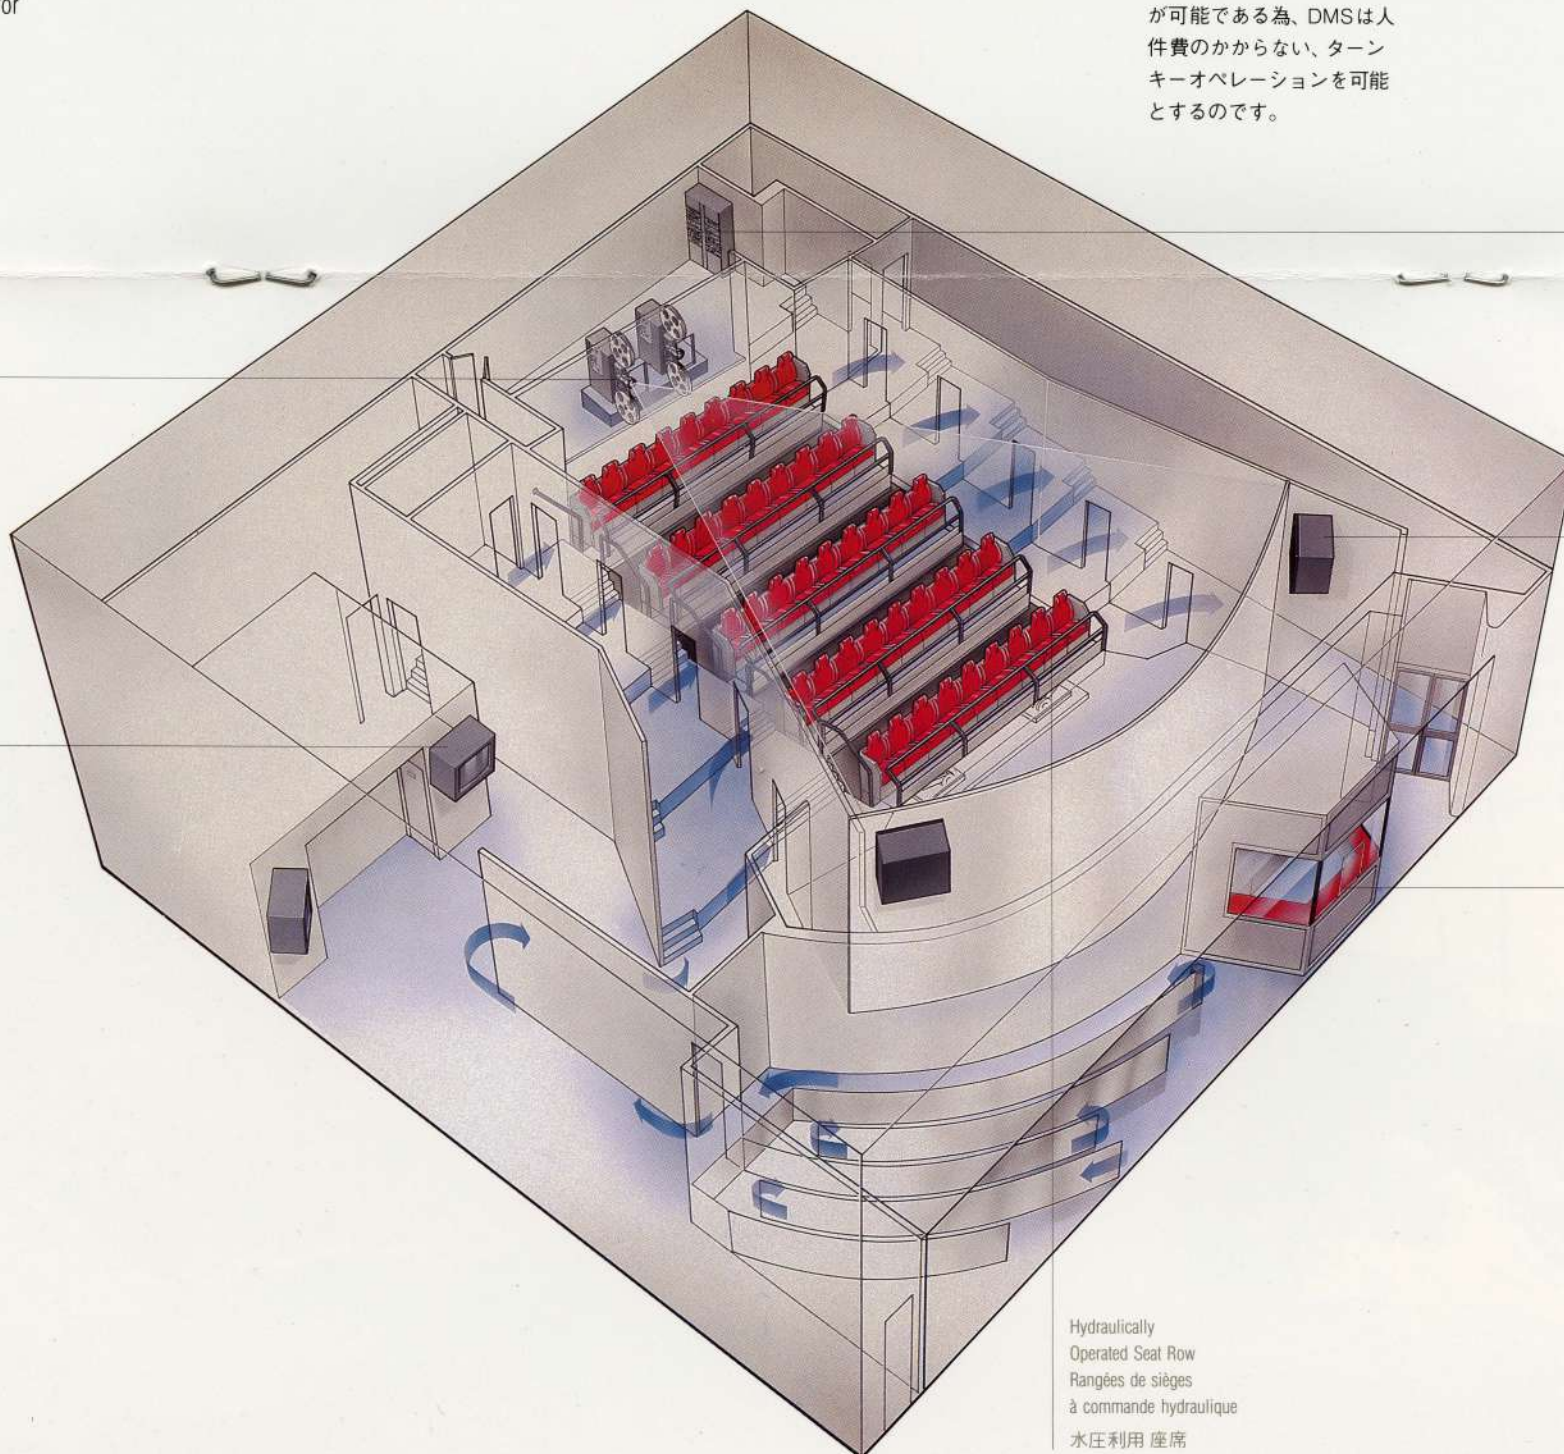 or
が可能である為、DMSは人
件費のかからない、ターン
キーオペレーションを可能
とするのです。
Hydraulically
Operated Seat Row
Rangées de sièges
à commande hydraulique
水圧利用 座席